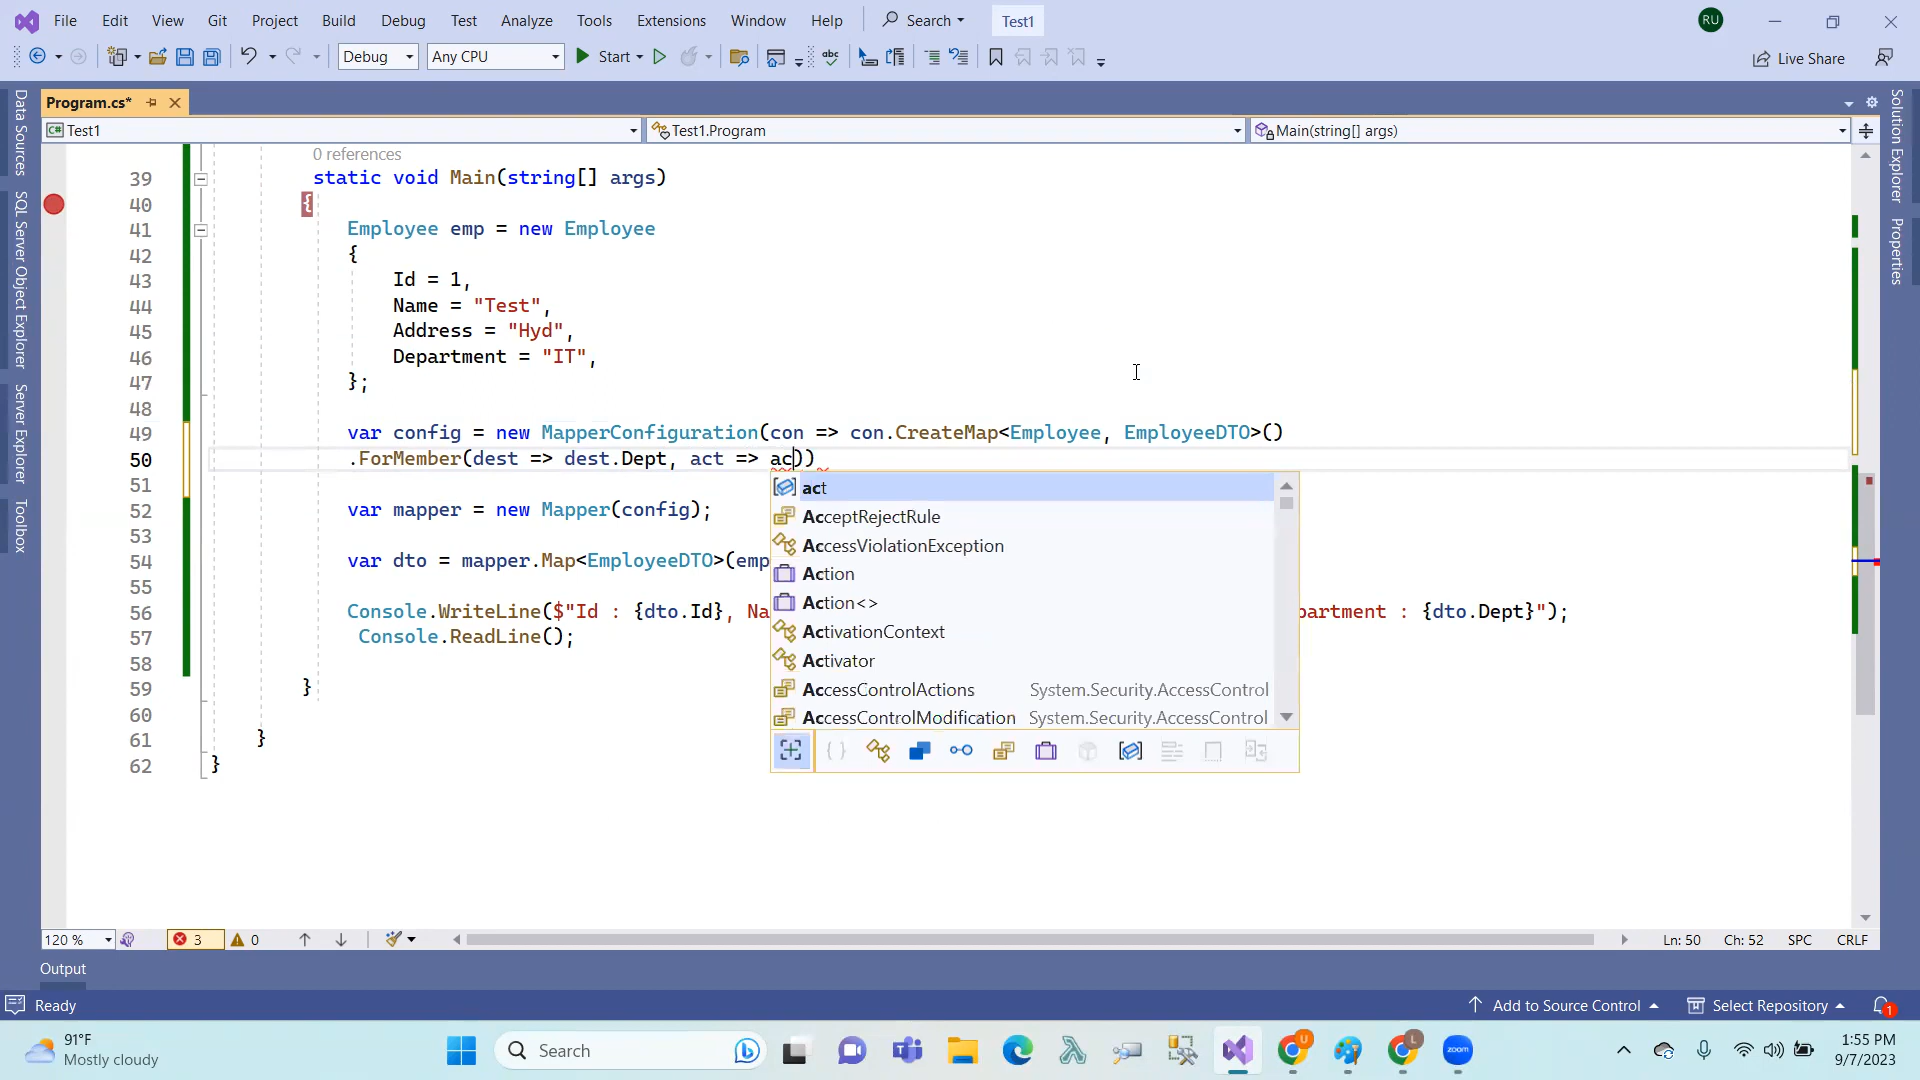 File Edit View Git Project Build Debug Test Analyze Tools Extensions Window Help Search Test1 RU
Debug Any CPU Start Live Share
Program.cs*
Test1 Test1.Program Main(string[] args)
Data Sources
SQL Server Object Explorer
Server Explorer
Toolbox
Solution Explorer
Properties
0 references
39 static void Main(string[] args)
40 {
41 Employee emp = new Employee
42 {
43 Id = 1,
44 Name = "Test",
45 Address = "Hyd",
46 Department = "IT",
47 };
48
49 var config = new MapperConfiguration(con => con.CreateMap<Employee, EmployeeDTO>()
50 .ForMember(dest => dest.Dept, act => ac))
51
52 var mapper = new Mapper(config);
53
54 var dto = mapper.Map<EmployeeDTO>(emp
55
56 Console.WriteLine($"Id : {dto.Id}, Na partment : {dto.Dept}");
57 Console.ReadLine();
58
59 }
60
61 }
62 }
act
AcceptRejectRule
AccessViolationException
Action
Action<>
ActivationContext
Activator
AccessControlActions System.Security.AccessControl
AccessControlModification System.Security.AccessControl
120 % 3 0 Ln: 50 Ch: 52 SPC CRLF
Output
Ready Add to Source Control Select Repository 1
91°F
Mostly cloudy
Search
zoom
1:55 PM
9/7/2023